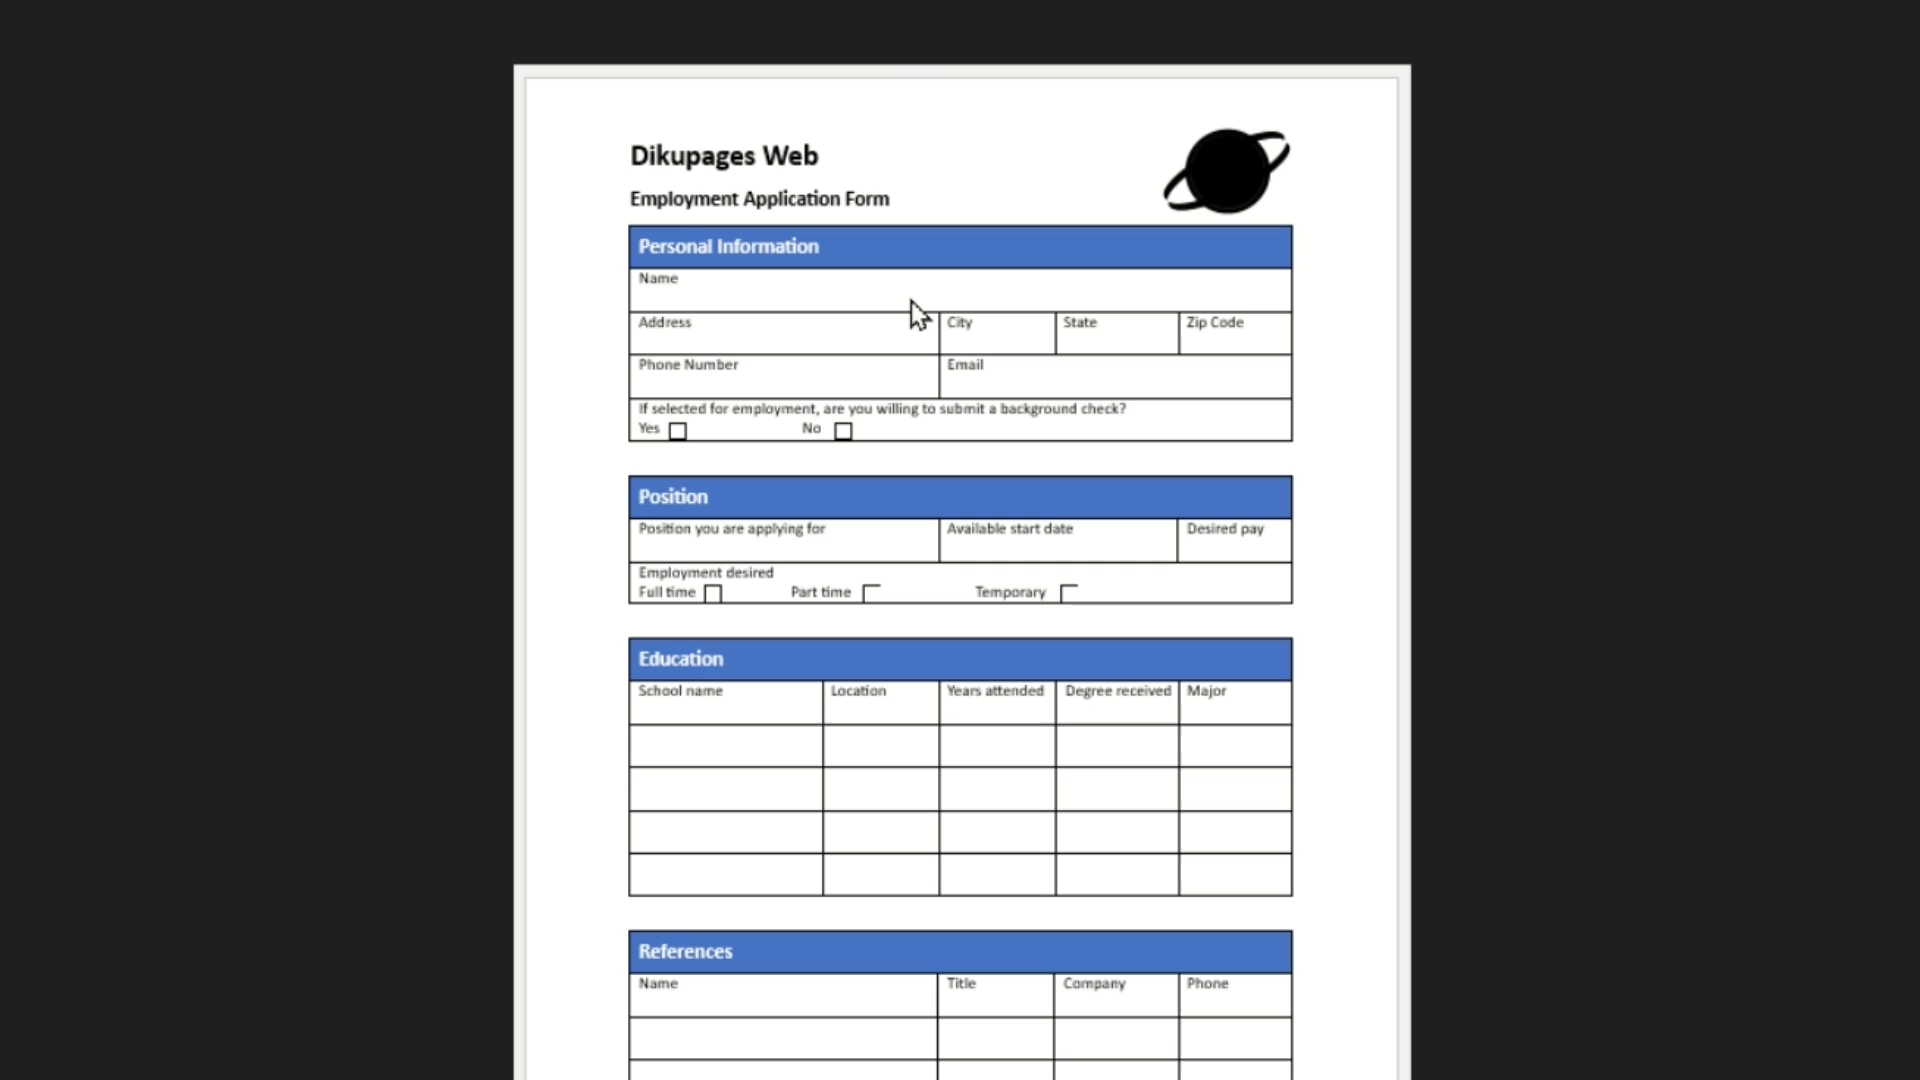 Dikupages Web
Employment Application Form
Personal Information
Name
Address City State Zip Code
Phone Number Email
If selected for employment, are you willing to submit a background check?
Yes No
Position
Position you are applying for Available start date Desired pay
Employment desired
Full time Part time Temporary
Education
School name Location Years attended Degree received Major
References
Name Title Company Phone